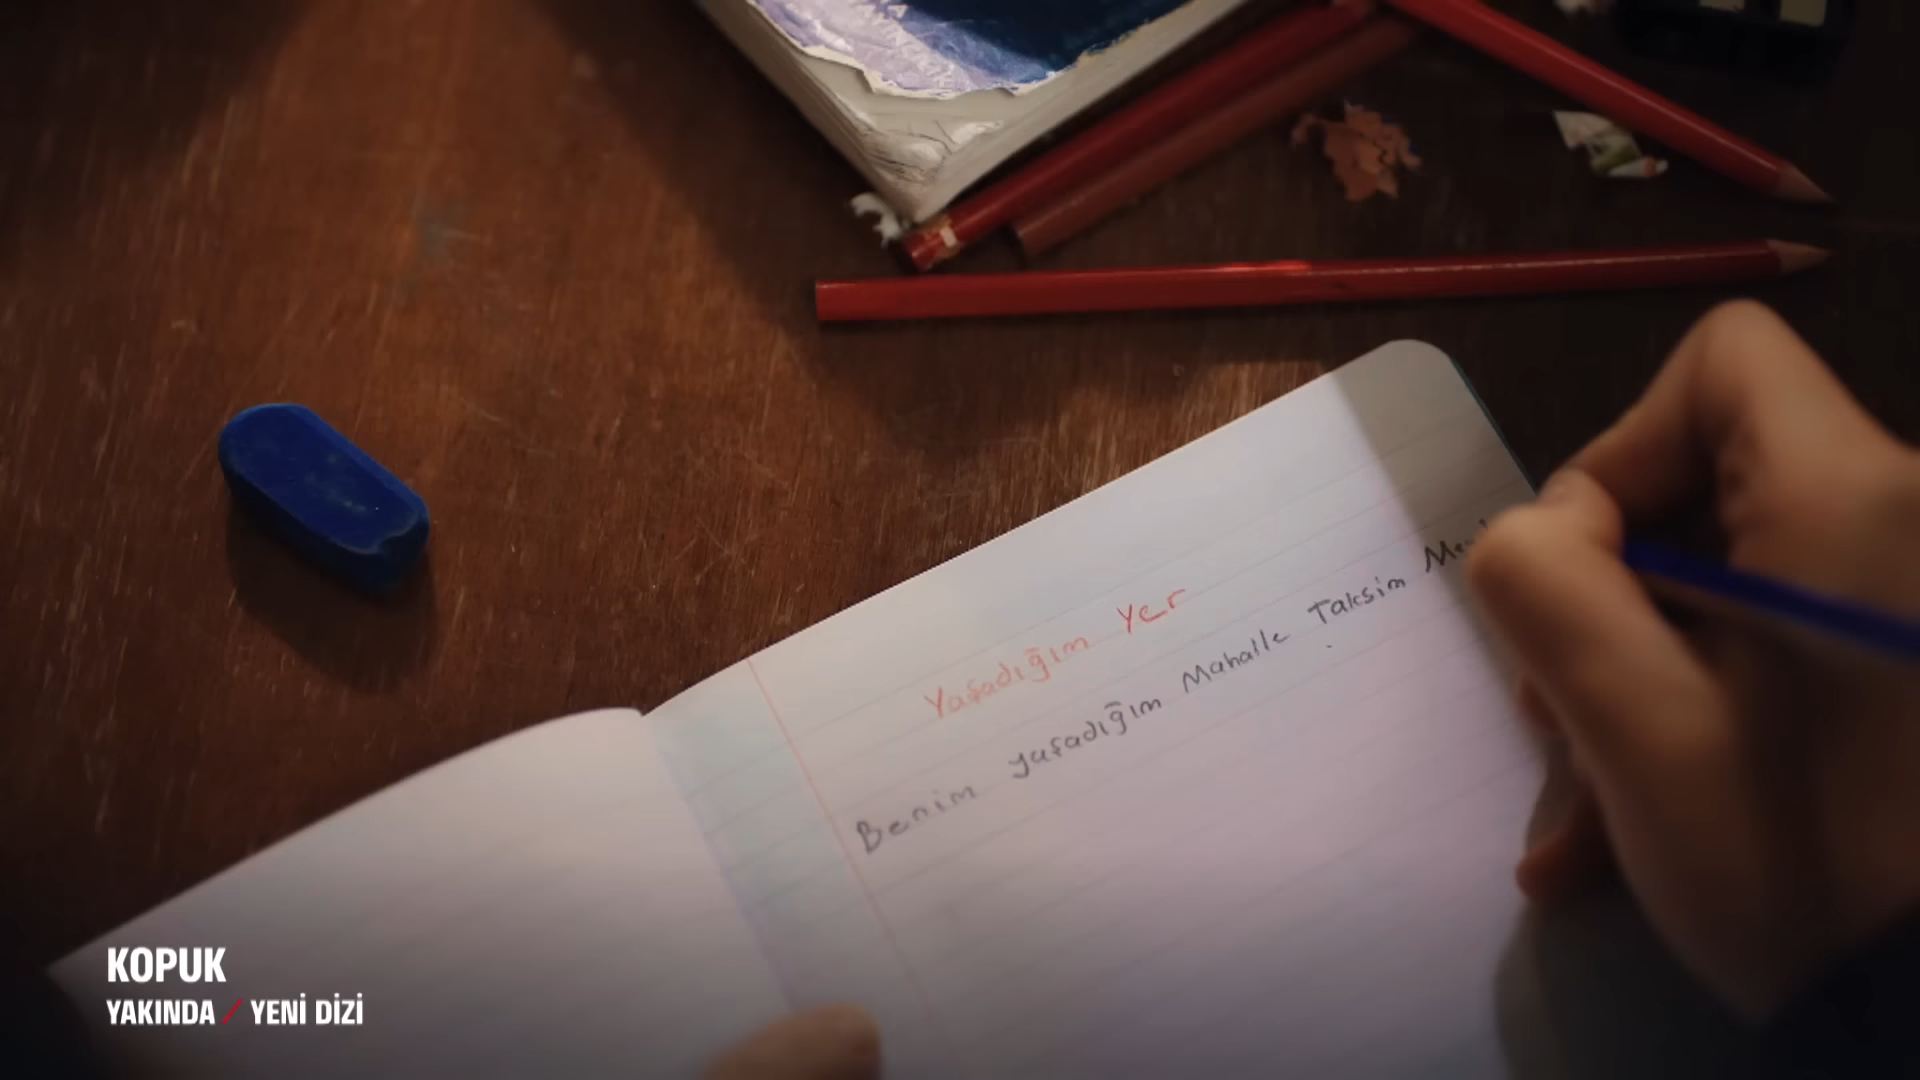 Yaşadığım Yer
Benim yaşadığım Mahalle Taksim
KOPUK
YAKINDA / YENİ DİZİ